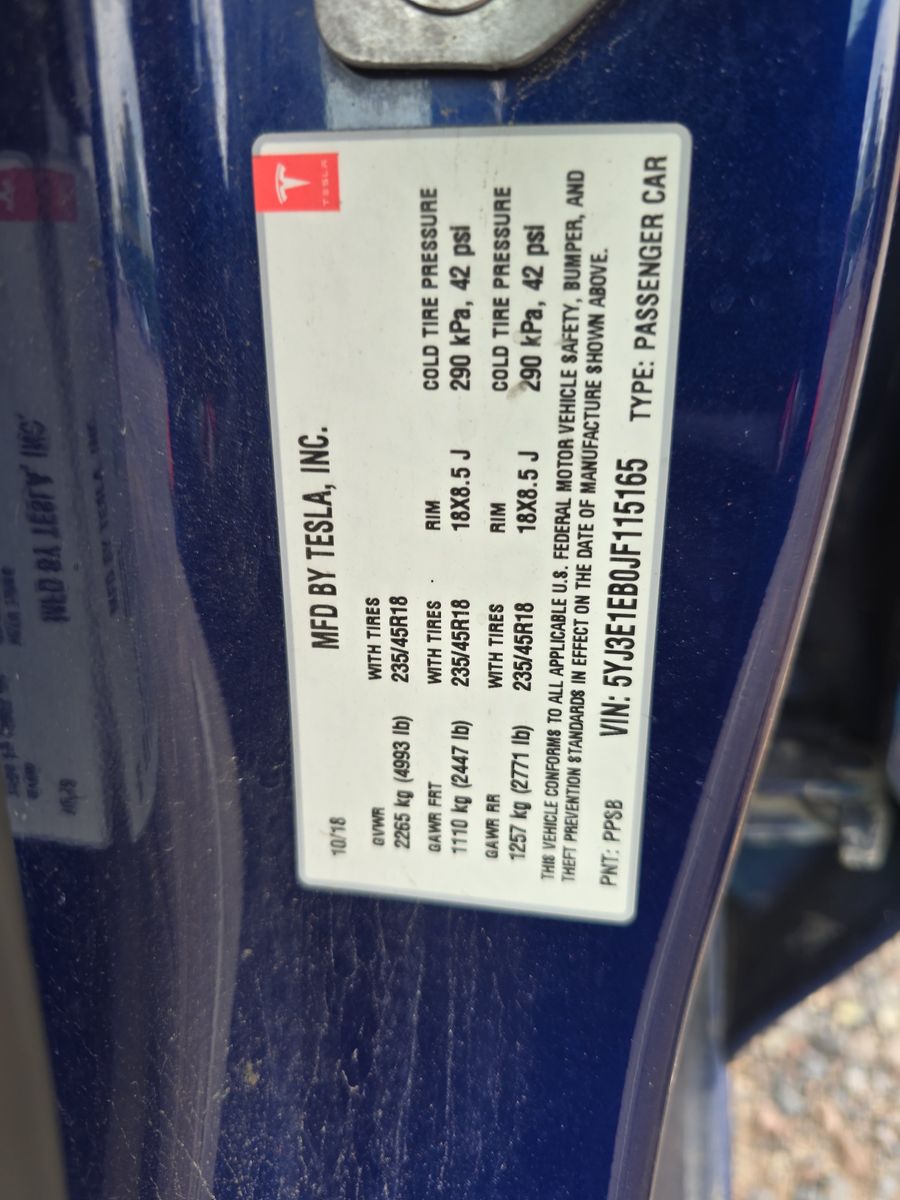 TESLA
MFD BY TESLA, INC.
10/18
GVWR WITH TIRES
2265 kg (4993 lb) 235/45R18
GAWR FRT WITH TIRES RIM COLD TIRE PRESSURE
1110 kg (2447 lb) 235/45R18 18X8.5 J 290 kPa, 42 psi
GAWR RR WITH TIRES RIM COLD TIRE PRESSURE
1257 kg (2771 lb) 235/45R18 18X8.5 J 290 kPa, 42 psi
THIS VEHICLE CONFORMS TO ALL APPLICABLE U.S. FEDERAL MOTOR VEHICLE SAFETY, BUMPER, AND
THEFT PREVENTION STANDARDS IN EFFECT ON THE DATE OF MANUFACTURE SHOWN ABOVE.
PNT: PPSB VIN: 5YJ3E1EB0JF115165 TYPE: PASSENGER CAR